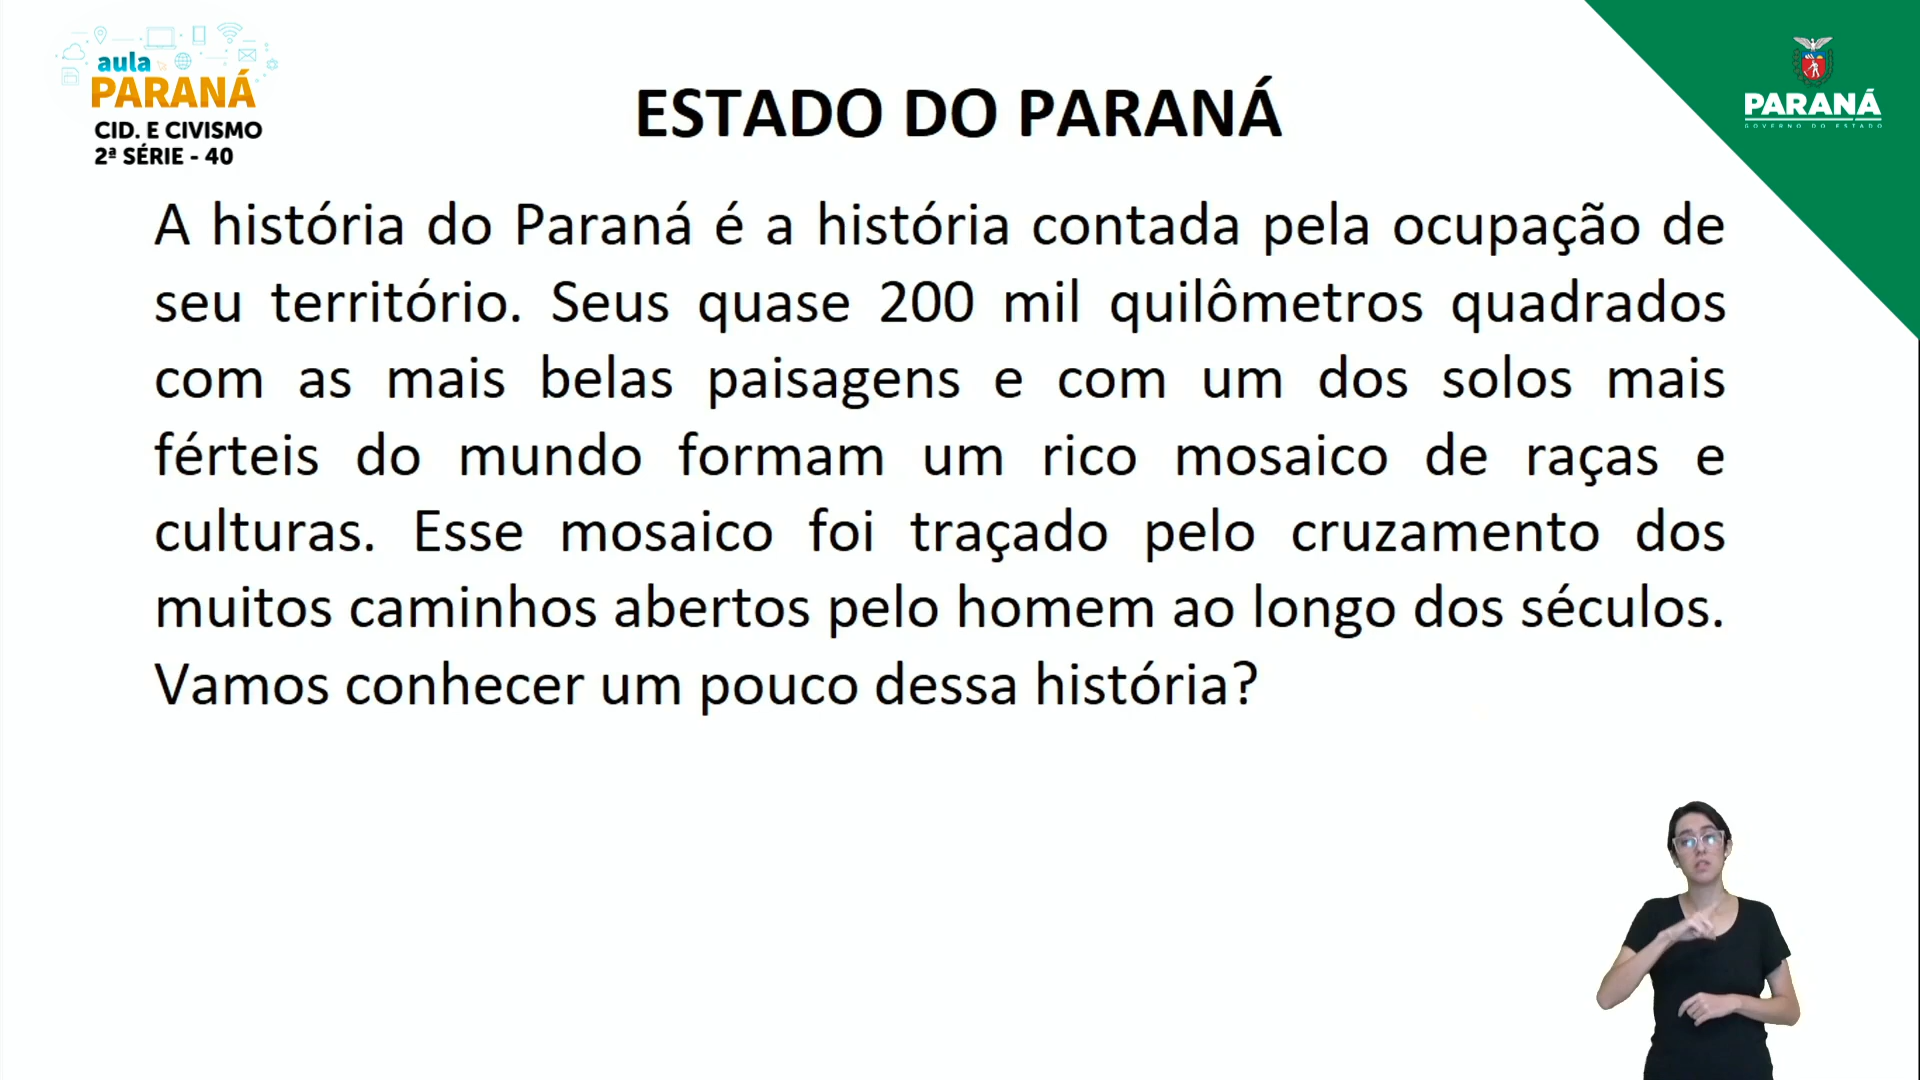 aula
PARANÁ
CID. E CIVISMO
2ª SÉRIE - 40
ESTADO DO PARANÁ
PARANÁ
GOVERNO DO ESTADO
A história do Paraná é a história contada pela ocupação de
seu território. Seus quase 200 mil quilômetros quadrados
com as mais belas paisagens e com um dos solos mais
férteis do mundo formam um rico mosaico de raças e
culturas. Esse mosaico foi traçado pelo cruzamento dos
muitos caminhos abertos pelo homem ao longo dos séculos.
Vamos conhecer um pouco dessa história?